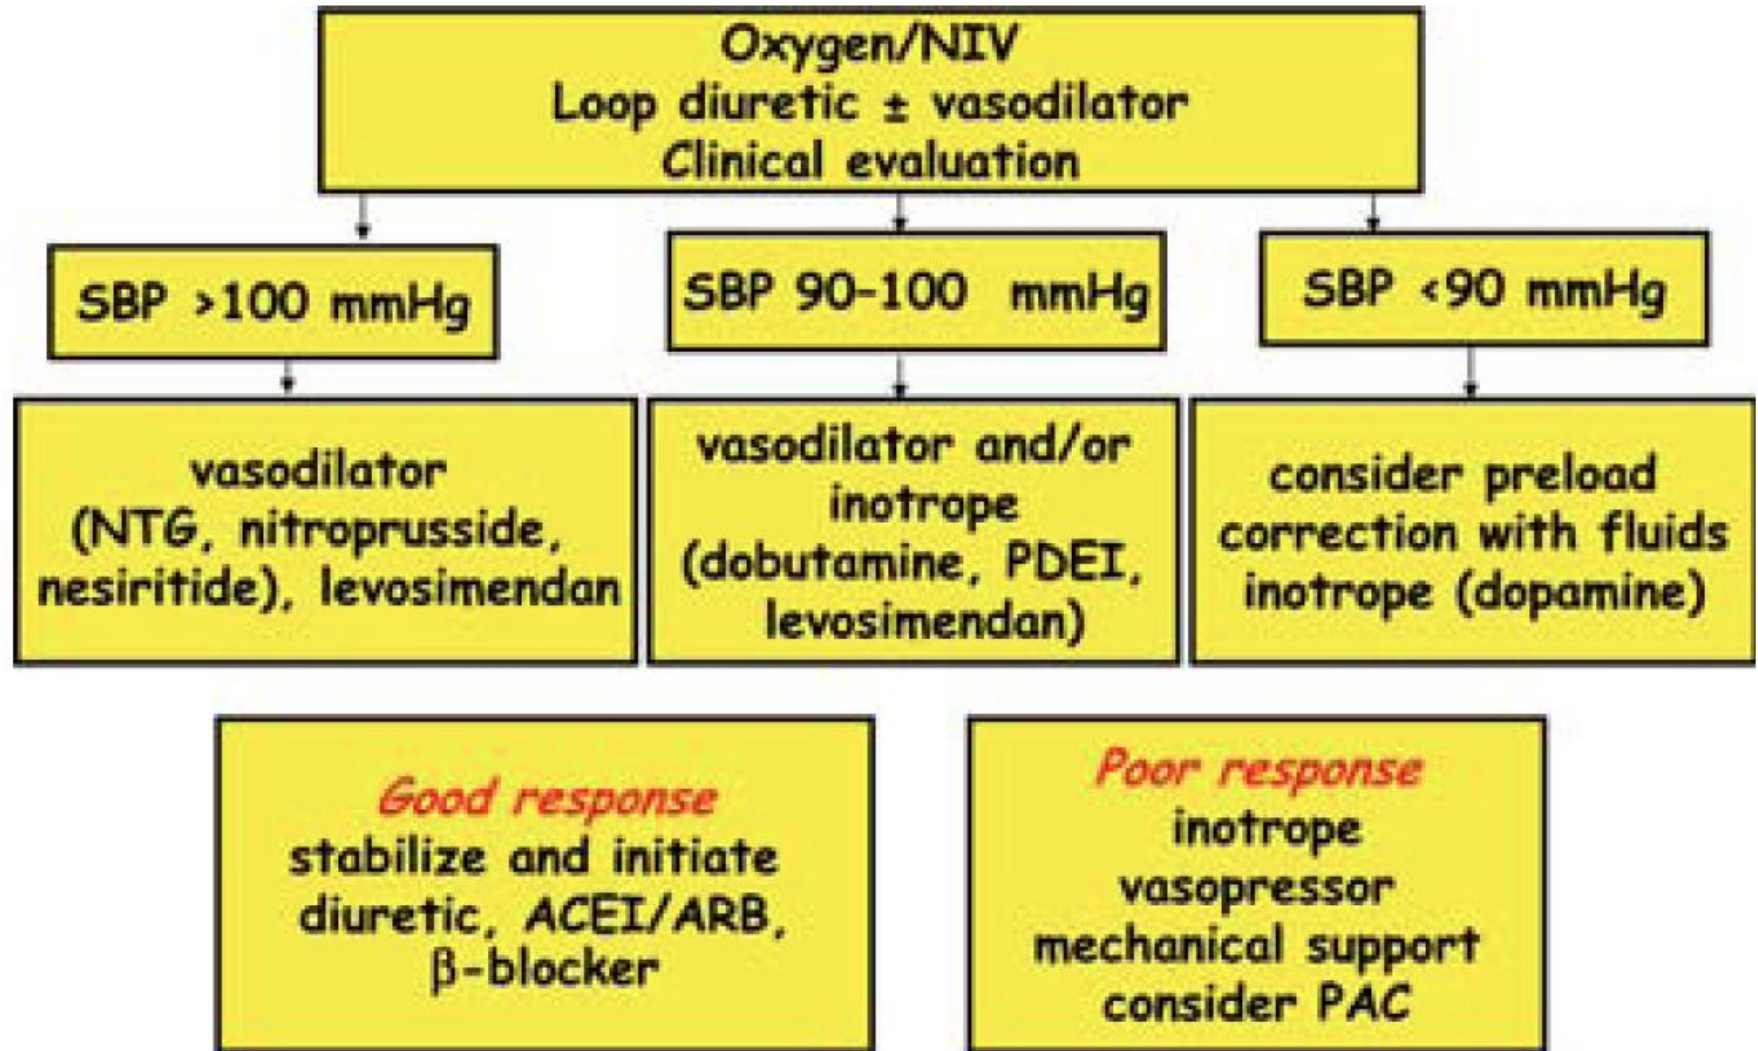 Oxygen/NIV
Loop diuretic ± vasodilator
Clinical evaluation
SBP >100 mmHg
SBP 90-100 mmHg
SBP <90 mmHg
vasodilator
(NTG, nitroprusside,
nesiritide), levosimendan
vasodilator and/or
inotrope
(dobutamine, PDEI,
levosimendan)
consider preload
correction with fluids
inotrope (dopamine)
Good response
stabilize and initiate
diuretic, ACEI/ARB,
β-blocker
Poor response
inotrope
vasopressor
mechanical support
consider PAC